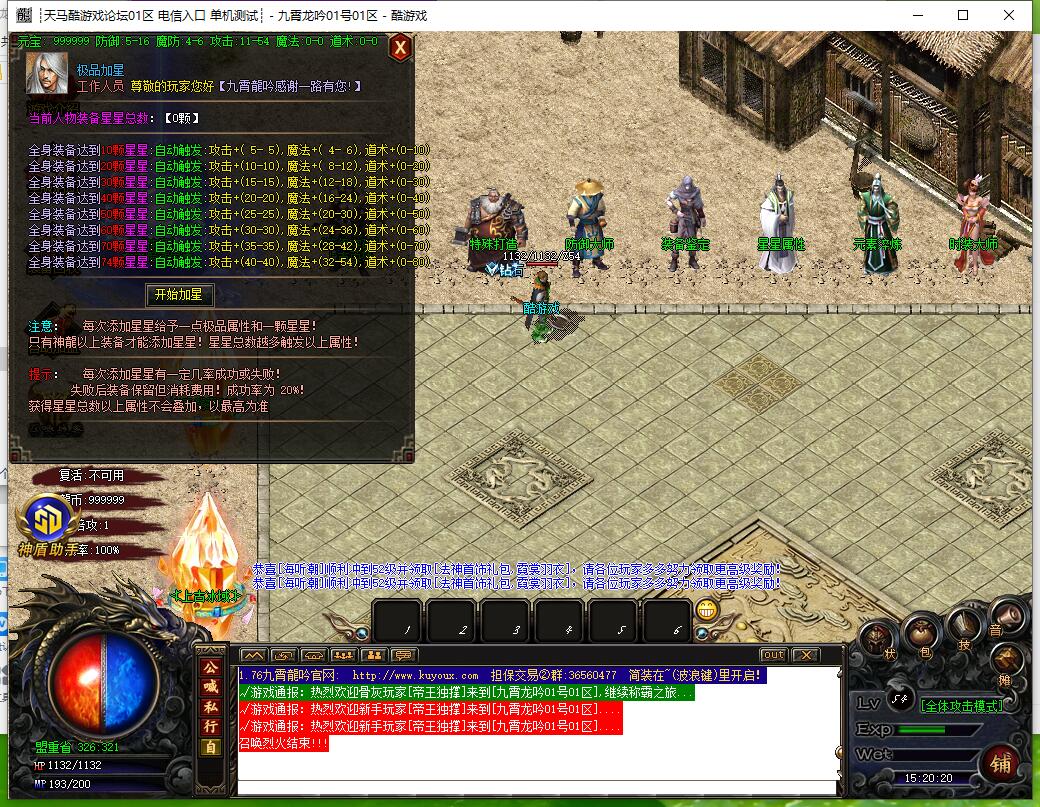 [天马酷游戏论坛01区 电信入口 单机测试] - 九霄龙吟01号01区 - 酷游戏
元宝: 999999 防御:5-16 魔防:4-6 攻击:11-54 魔法:0-0 道术:0-0
X
极品加星
工作人员 尊敬的玩家您好【九霄龍吟感谢一路有您!】
当前人物装备星星总数: 【0颗】
全身装备达到10颗星星:自动触发:攻击+( 5- 5),魔法+( 4- 6),道术+(0-10)
全身装备达到20颗星星:自动触发:攻击+(10-10),魔法+( 8-12),道术+(0-20)
全身装备达到30颗星星:自动触发:攻击+(15-15),魔法+(12-18),道术+(0-30)
全身装备达到40颗星星:自动触发:攻击+(20-20),魔法+(16-24),道术+(0-40)
全身装备达到50颗星星:自动触发:攻击+(25-25),魔法+(20-30),道术+(0-50)
全身装备达到60颗星星:自动触发:攻击+(30-30),魔法+(24-36),道术+(0-60)
全身装备达到70颗星星:自动触发:攻击+(35-35),魔法+(28-42),道术+(0-70)
全身装备达到74颗星星:自动触发:攻击+(40-40),魔法+(32-54),道术+(0-80)
特殊打造 防御大师 装备鉴定 星星属性 元素淬炼 时装大师
1132/1132/Z54
钻石
酷游戏
开始加星
注意: 每次添加星星给予一点极品属性和一颗星星!
只有神龍以上装备才能添加星星! 星星总数越多触发以上属性!
提示: 每次添加星星有一定几率成功或失败!
失败后装备保留但消耗费用! 成功率为 20%!
获得星星总数以上属性不会叠加, 以最高为准
复活:不可用
龍币:999999
倍攻:1
率:100%
神盾助手
恭喜[海听潮]顺利冲到52级并领取[法神首饰礼包,霓裳羽衣], 请各位玩家多多努力领取更高级奖励!
恭喜[海听潮]顺利冲到52级并领取[法神首饰礼包,霓裳羽衣], 请各位玩家多多努力领取更高级奖励!
上古冰域
1 2 3 4 5 6
out X
公
喊
私
行
自
1.76九霄龍吟官网: http://www.kuyoux.com 担保交易②群:36560477 简装在~(波浪键)里开启!
√游戏通报: 热烈欢迎骨灰玩家[帝王独撑]来到[九霄龙吟01号01区],继续称霸之旅...
√游戏通报: 热烈欢迎新手玩家[帝王独撑]来到[九霄龙吟01号01区]....
√游戏通报: 热烈欢迎新手玩家[帝王独撑]来到[九霄龙吟01号01区]....
召唤烈火结束!!!
盟重省 326:321
HP 1132/1132
MP 193/200
状 包 技 音
摊
Lv 54
[全体攻击模式]
Exp
Wet
铺
15:20:20